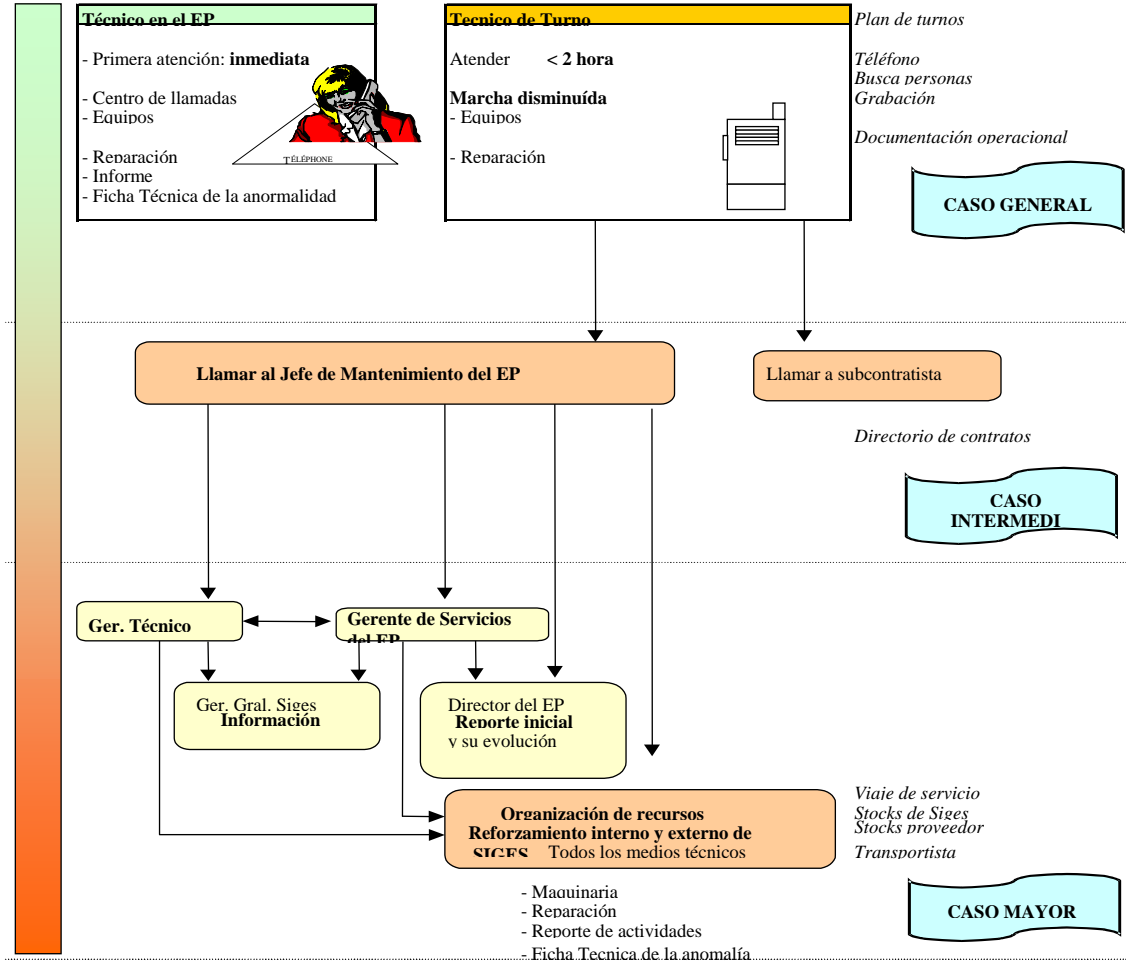 Técnico en el EP
- Primera atención: inmediata
- Centro de llamadas
- Equipos
- Reparación
- Informe
- Ficha Técnica de la anormalidad
TÉLÉPHONE
Tecnico de Turno
Atender < 2 hora
Marcha disminuída
- Equipos
- Reparación
Plan de turnos
Téléfono
Busca personas
Grabación
Documentación operacional
CASO GENERAL
Llamar al Jefe de Mantenimiento del EP
Llamar a subcontratista
Directorio de contratos
CASO
INTERMEDI
Ger. Técnico
Gerente de Servicios
del EP
Ger. Gral. Siges
Información
Director del EP
Reporte inicial
y su evolución
Organización de recursos
Reforzamiento interno y externo de
SIGES Todos los medios técnicos
Viaje de servicio
Stocks de Siges
Stocks proveedor
Transportista
- Maquinaria
- Reparación
- Reporte de actividades
- Ficha Tecnica de la anomalía
CASO MAYOR